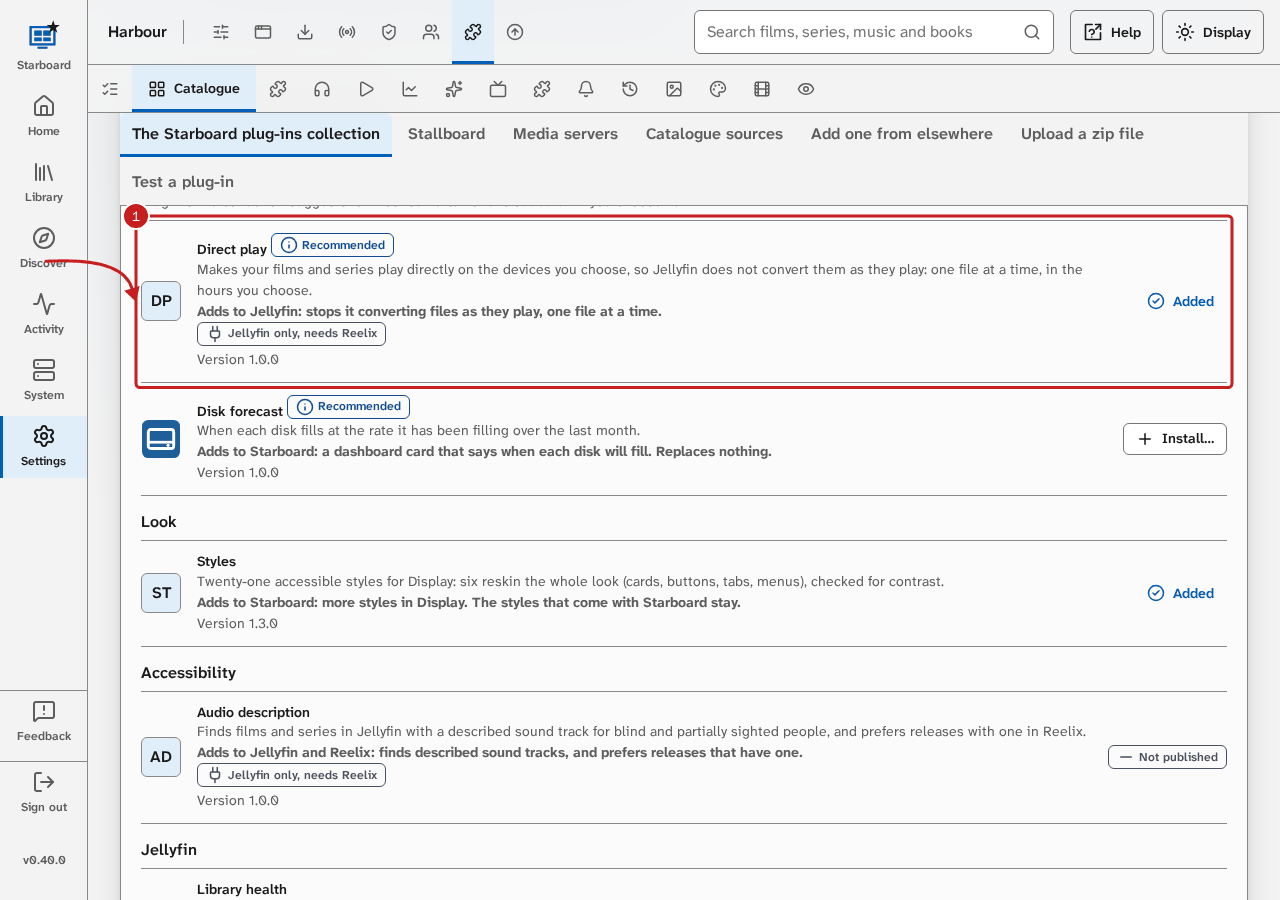 Starboard
Home
Library
Discover
Activity
System
Settings
Feedback
Sign out
v0.40.0
Harbour
Search films, series, music and books
Help
Display
Catalogue
The Starboard plug-ins collection
Stallboard
Media servers
Catalogue sources
Add one from elsewhere
Upload a zip file
Test a plug-in
1
DP
Direct play
Recommended
Makes your films and series play directly on the devices you choose, so Jellyfin does not convert them as they play: one file at a time, in the
hours you choose.
Adds to Jellyfin: stops it converting files as they play, one file at a time.
Jellyfin only, needs Reelix
Version 1.0.0
Added
Disk forecast
Recommended
When each disk fills at the rate it has been filling over the last month.
Adds to Starboard: a dashboard card that says when each disk will fill. Replaces nothing.
Version 1.0.0
Install...
Look
ST
Styles
Twenty-one accessible styles for Display: six reskin the whole look (cards, buttons, tabs, menus), checked for contrast.
Adds to Starboard: more styles in Display. The styles that come with Starboard stay.
Version 1.3.0
Added
Accessibility
AD
Audio description
Finds films and series in Jellyfin with a described sound track for blind and partially sighted people, and prefers releases with one in Reelix.
Adds to Jellyfin and Reelix: finds described sound tracks, and prefers releases that have one.
Jellyfin only, needs Reelix
Version 1.0.0
Not published
Jellyfin
Library health